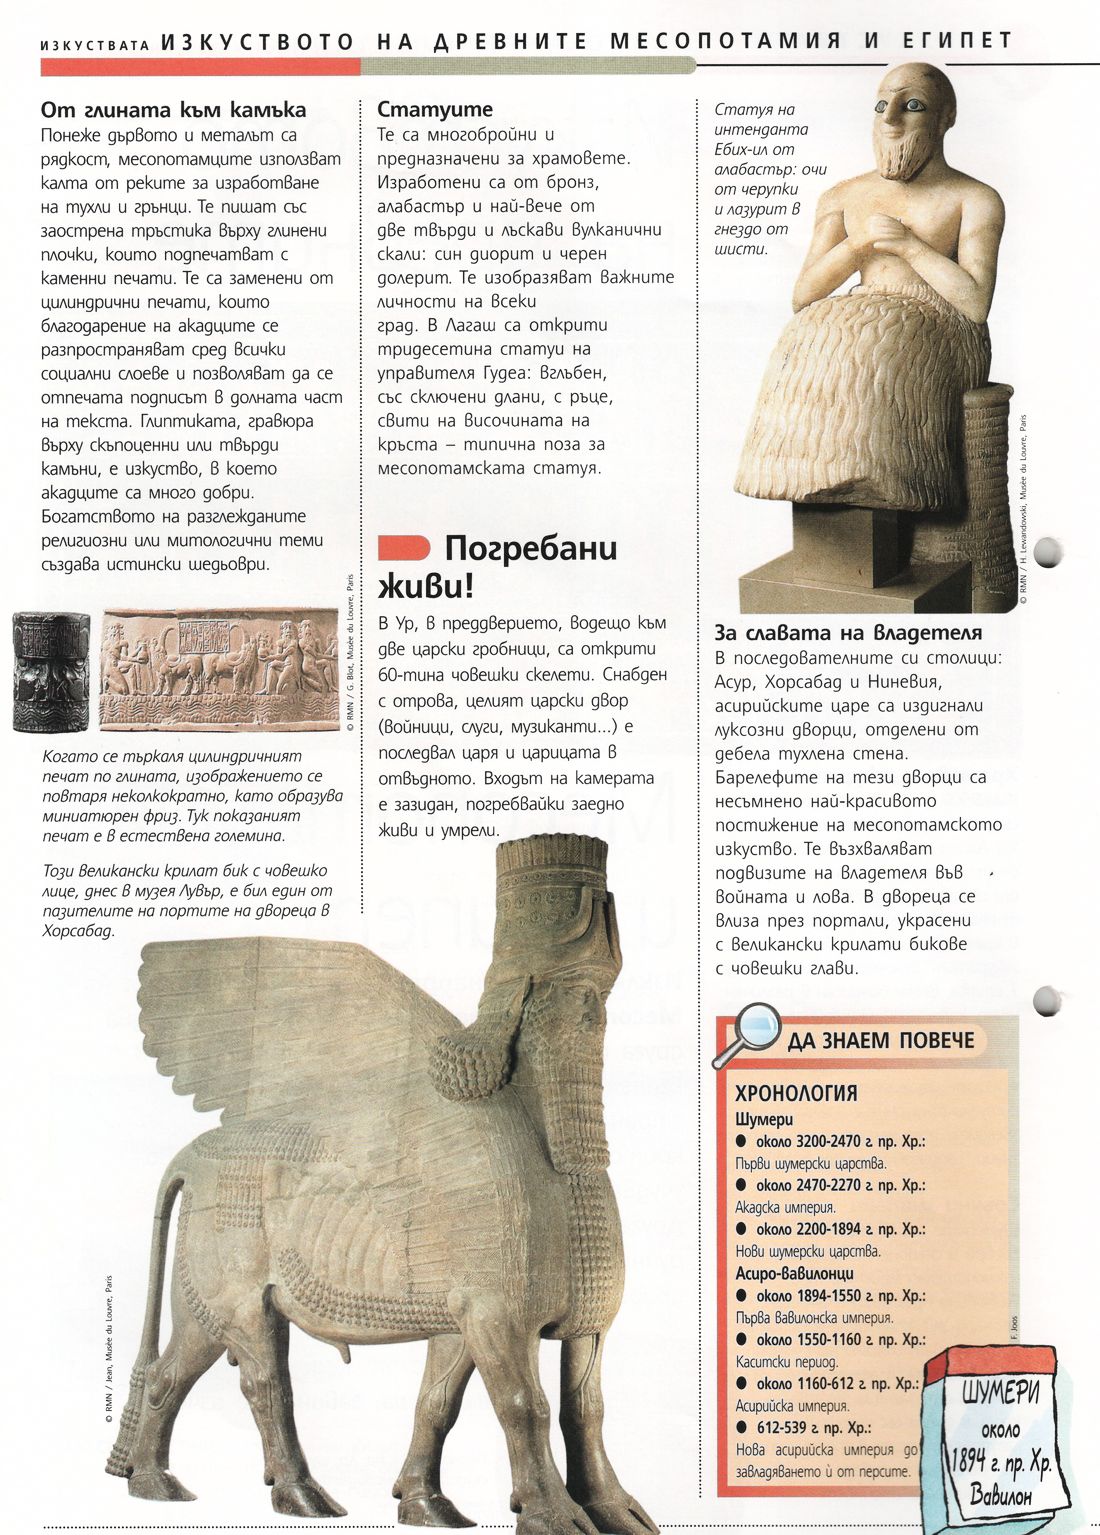 ИЗКУСТВАТА ИЗКУСТВОТО НА ДРЕВНИТЕ МЕСОПОТАМИЯ И ЕГИПЕТ
От глината към камъка
Понеже дървото и металът са
рядкост, месопотамците използват
калта от реките за изработване
на тухли и грънци. Те пишат със
заострена тръстика върху глинени
плочки, които подпечатват с
каменни печати. Те са заменени от
цилиндрични печати, които
благодарение на акадците се
разпространяват сред всички
социални слоеве и позволяват да се
отпечата подписът в долната част
на текста. Глиптиката, гравюра
върху скъпоценни или твърди
камъни, е изкуство, в което
акадците са много добри.
Богатството на разглежданите
религиозни или митологични теми
създава истински шедьоври.
© RMN / G. Blot, Musée du Louvre, Paris
Когато се търкаля цилиндричният
печат по глината, изображението се
повтаря неколкократно, като образува
миниатюрен фриз. Тук показаният
печат е в естествена големина.
Този великански крилат бик с човешко
лице, днес в музея Лувър, е бил един от
пазителите на портите на двореца в
Хорсабад.
© RMN / Jean, Musée du Louvre, Paris
Статуите
Те са многобройни и
предназначени за храмовете.
Изработени са от бронз,
алабастър и най-вече от
две твърди и лъскави вулканични
скали: син диорит и черен
долерит. Те изобразяват важните
личности на всеки
град. В Лагаш са открити
тридесетина статуи на
управителя Гудеа: вглъбен,
със сключени длани, с ръце,
свити на височината на
кръста – типична поза за
месопотамската статуя.
Погребани
живи!
В Ур, в преддверието, водещо към
две царски гробници, са открити
60-тина човешки скелети. Снабден
с отрова, целият царски двор
(войници, слуги, музиканти...) е
последвал царя и царицата в
отвъдното. Входът на камерата
е зазидан, погребвайки заедно
живи и умрели.
Статуя на
интенданта
Ебих-ил от
алабастър: очи
от черупки
и лазурит в
гнездо от
шисти.
© RMN / H. Lewandowski, Musée du Louvre, Paris
За славата на владетеля
В последователните си столици:
Асур, Хорсабад и Ниневия,
асирийските царе са издигнали
луксозни дворци, отделени от
дебела тухлена стена.
Барелефите на тези дворци са
несъмнено най-красивото
постижение на месопотамското
изкуство. Те възхваляват
подвизите на владетеля във
войната и лова. В двореца се
влиза през портали, украсени
с великански крилати бикове
с човешки глави.
ДА ЗНАЕМ ПОВЕЧЕ
ХРОНОЛОГИЯ
Шумери
● около 3200-2470 г. пр. Хр.:
Първи шумерски царства.
● около 2470-2270 г. пр. Хр.:
Акадска империя.
● около 2200-1894 г. пр. Хр.:
Нови шумерски царства.
Асиро-вавилонци
● около 1894-1550 г. пр. Хр.:
Първа вавилонска империя.
● около 1550-1160 г. пр. Хр.:
Каситски период.
● около 1160-612 г. пр. Хр.:
Асирийска империя.
● 612-539 г. пр. Хр.:
Нова асирийска империя до
завладяването ѝ от персите.
F. Joos
ШУМЕРИ
около
1894 г. пр. Хр.
Вавилон